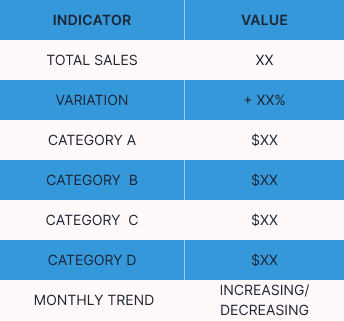 INDICATOR VALUE
TOTAL SALES XX
VARIATION + XX%
CATEGORY A $XX
CATEGORY B $XX
CATEGORY C $XX
CATEGORY D $XX
MONTHLY TREND INCREASING/
DECREASING